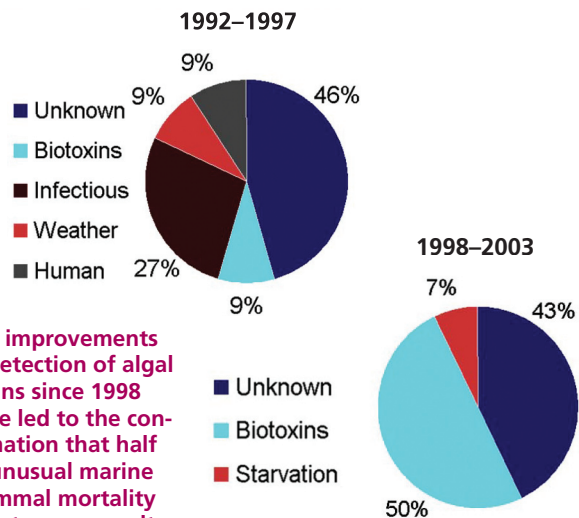 1992–1997
9%
9%
46%
Unknown
Biotoxins
Infectious
Weather
Human
27%
9%
1998–2003
7%
43%
Unknown
Biotoxins
Starvation
50%
improvements
etection of algal
ns since 1998
e led to the con-
nation that half
unusual marine
mmal mortality